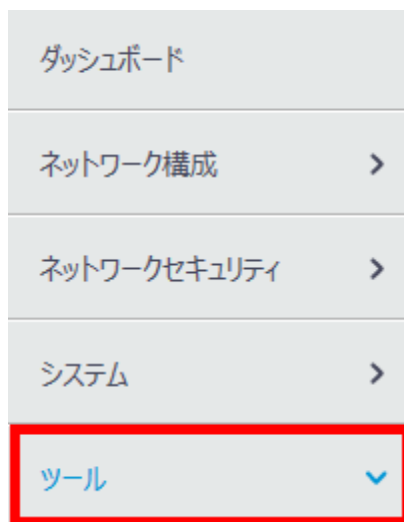 ダッシュボード
ネットワーク構成
ネットワークセキュリティ
システム
ツール